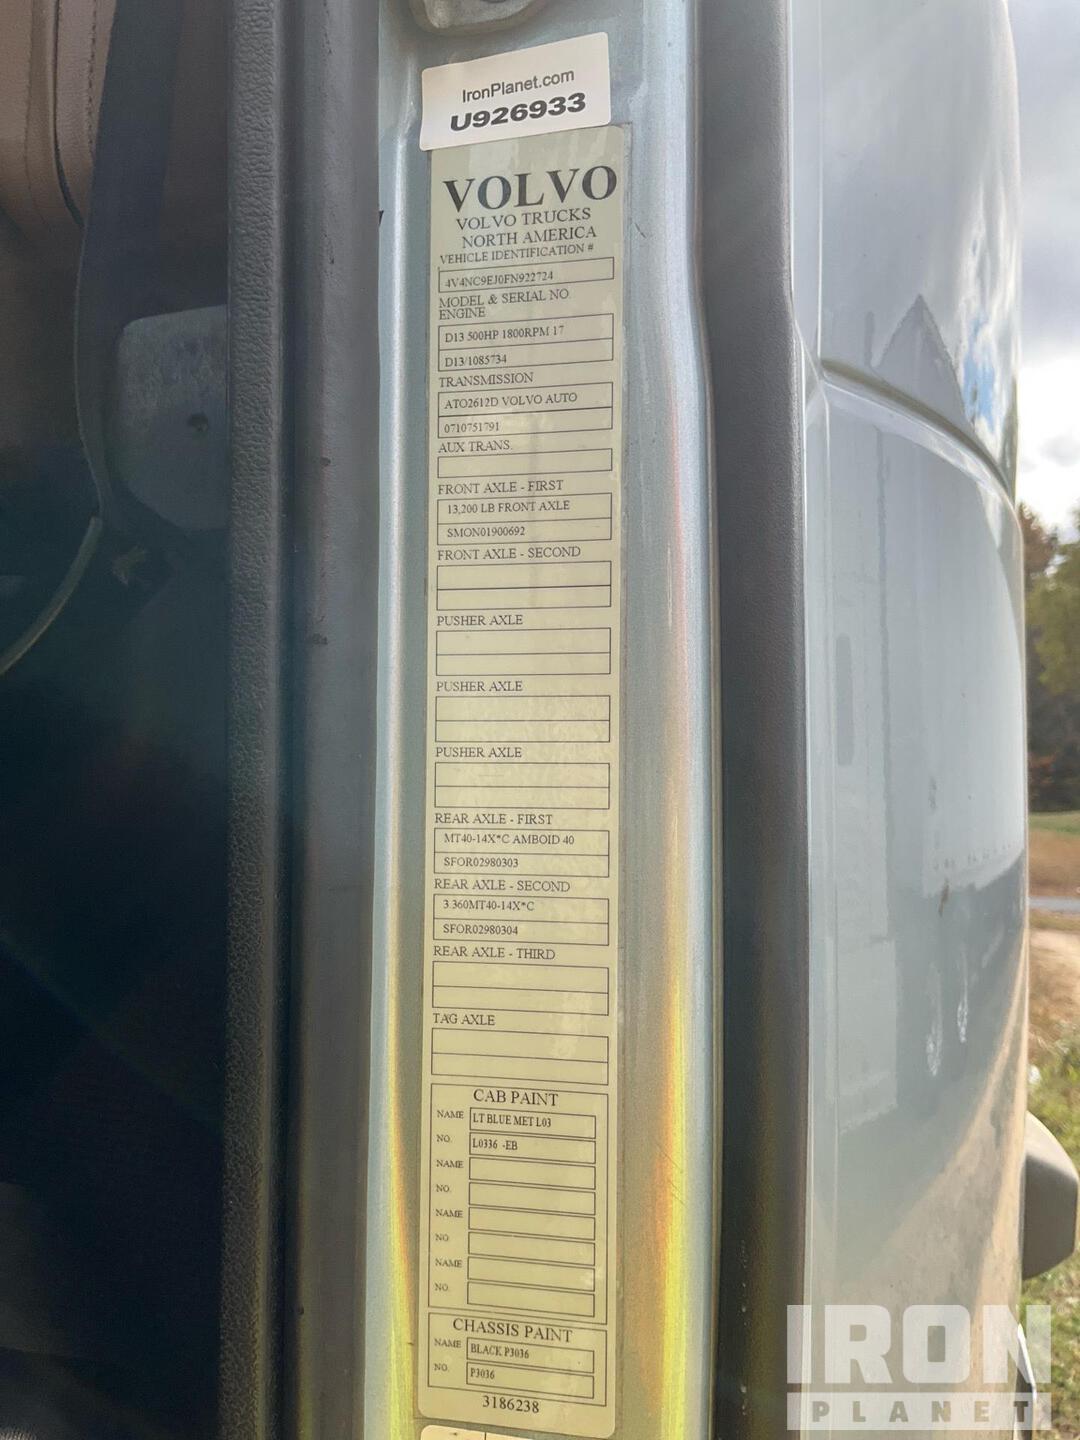 IronPlanet.com
U926933
VOLVO
VOLVO TRUCKS
NORTH AMERICA
VEHICLE IDENTIFICATION #
4V4NC9EJ0FN922724
MODEL & SERIAL NO.
ENGINE
D13 500HP 1800RPM 17
D13/1085734
TRANSMISSION
ATO2612D VOLVO AUTO
0710751791
AUX TRANS.
FRONT AXLE - FIRST
13,200 LB FRONT AXLE
SMON01900692
FRONT AXLE - SECOND
PUSHER AXLE
PUSHER AXLE
PUSHER AXLE
REAR AXLE - FIRST
MT40-14X*C AMBOID 40
SFOR02980303
REAR AXLE - SECOND
3.360MT40-14X*C
SFOR02980304
REAR AXLE - THIRD
TAG AXLE
CAB PAINT
NAME LT BLUE MET L03
NO. L0336 -EB
NAME
NO.
NAME
NO.
NAME
NO.
CHASSIS PAINT
NAME BLACK P3036
NO. P3036
3186238
IRON
PLANET